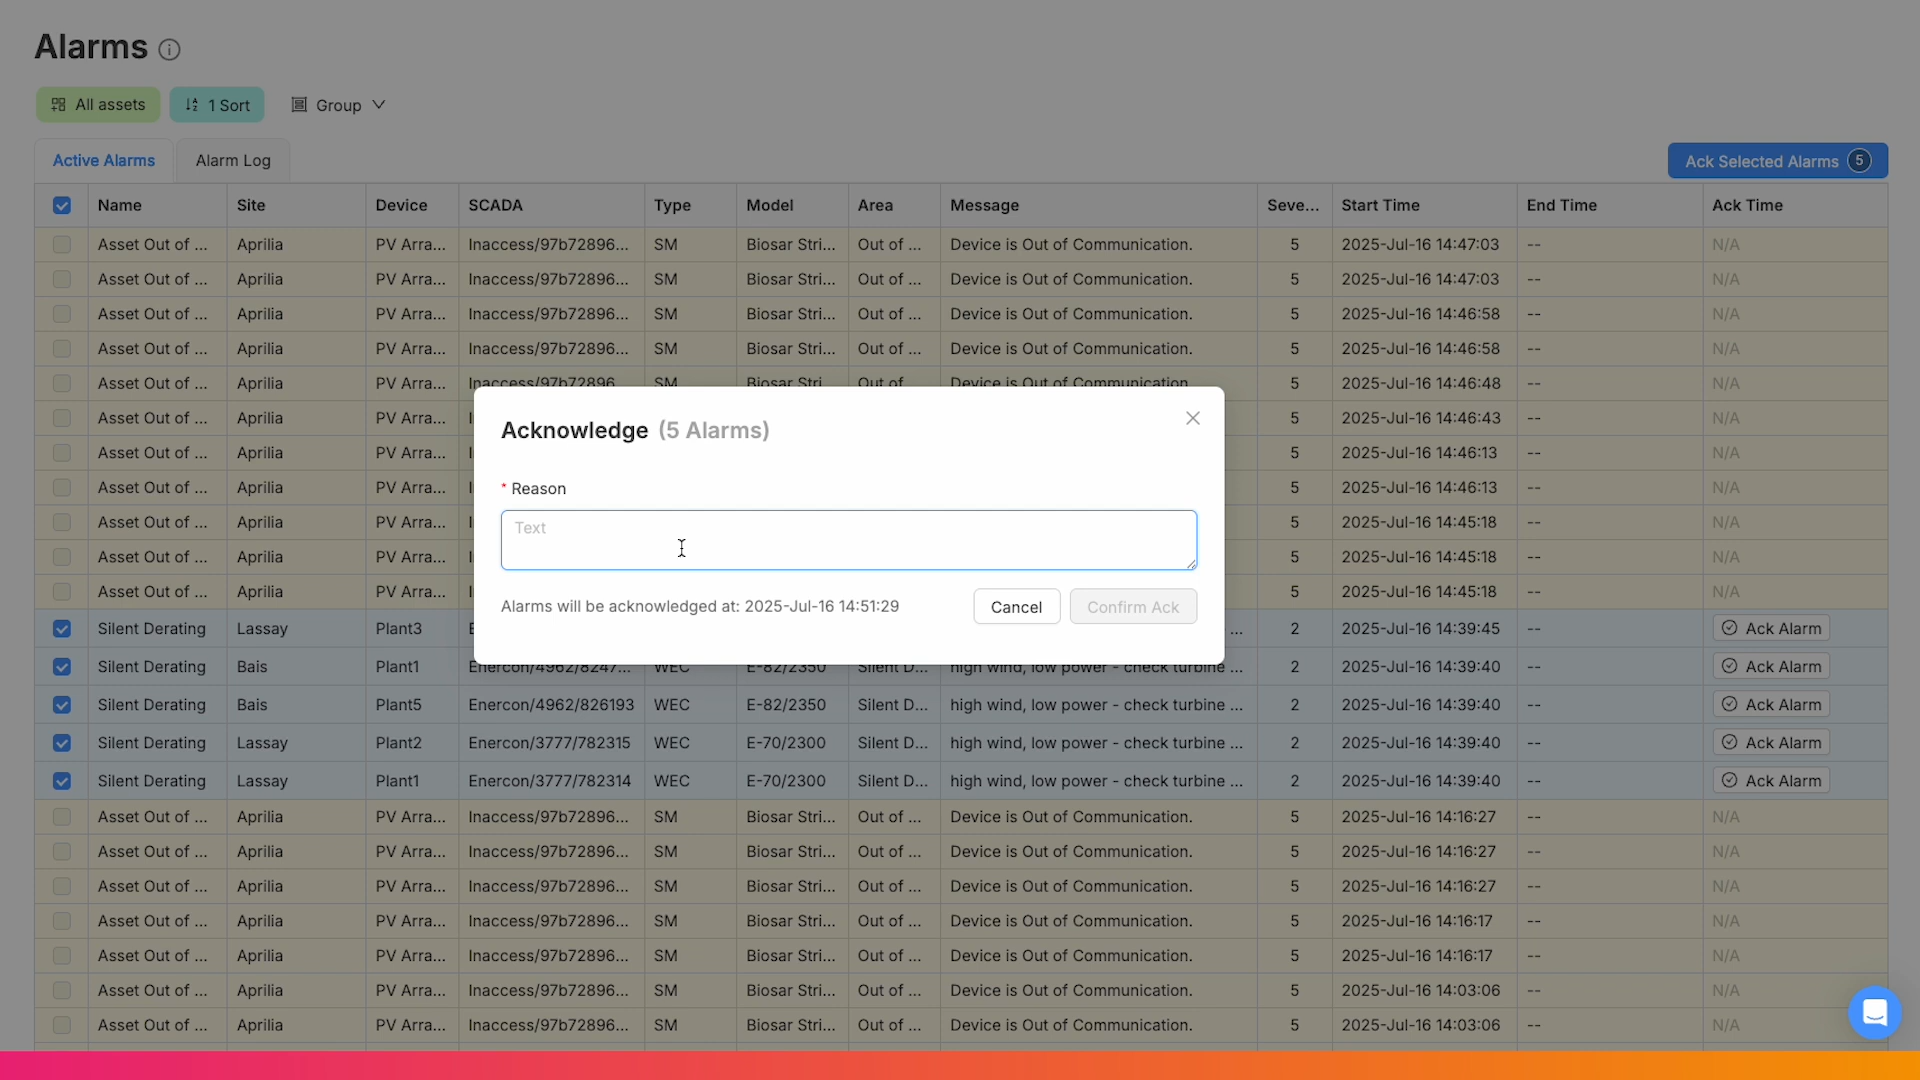 Alarms
All assets 1 Sort Group
Active Alarms Alarm Log Ack Selected Alarms 5
Name Site Device SCADA Type Model Area Message Seve... Start Time End Time Ack Time
Asset Out of ... Aprilia PV Arra... Inaccess/97b72896... SM Biosar Stri... Out of ... Device is Out of Communication. 5 2025-Jul-16 14:47:03 -- N/A
Asset Out of ... Aprilia PV Arra... Inaccess/97b72896... SM Biosar Stri... Out of ... Device is Out of Communication. 5 2025-Jul-16 14:47:03 -- N/A
Asset Out of ... Aprilia PV Arra... Inaccess/97b72896... SM Biosar Stri... Out of ... Device is Out of Communication. 5 2025-Jul-16 14:46:58 -- N/A
Asset Out of ... Aprilia PV Arra... Inaccess/97b72896... SM Biosar Stri... Out of ... Device is Out of Communication. 5 2025-Jul-16 14:46:58 -- N/A
Asset Out of ... Aprilia PV Arra... Inaccess/97b72896 SM Biosar Stri Out of Device is Out of Communication 5 2025-Jul-16 14:46:48 -- N/A
Asset Out of ... Aprilia PV Arra... 5 2025-Jul-16 14:46:43 -- N/A
Asset Out of ... Aprilia PV Arra... 5 2025-Jul-16 14:46:13 -- N/A
Asset Out of ... Aprilia PV Arra... 5 2025-Jul-16 14:46:13 -- N/A
Asset Out of ... Aprilia PV Arra... 5 2025-Jul-16 14:45:18 -- N/A
Asset Out of ... Aprilia PV Arra... 5 2025-Jul-16 14:45:18 -- N/A
Asset Out of ... Aprilia PV Arra... 5 2025-Jul-16 14:45:18 -- N/A
Silent Derating Lassay Plant3 ... 2 2025-Jul-16 14:39:45 -- Ack Alarm
Silent Derating Bais Plant1 Enercon/4962/8247... WEC E-82/2350 Silent D... high wind, low power - check turbine ... 2 2025-Jul-16 14:39:40 -- Ack Alarm
Silent Derating Bais Plant5 Enercon/4962/826193 WEC E-82/2350 Silent D... high wind, low power - check turbine ... 2 2025-Jul-16 14:39:40 -- Ack Alarm
Silent Derating Lassay Plant2 Enercon/3777/782315 WEC E-70/2300 Silent D... high wind, low power - check turbine ... 2 2025-Jul-16 14:39:40 -- Ack Alarm
Silent Derating Lassay Plant1 Enercon/3777/782314 WEC E-70/2300 Silent D... high wind, low power - check turbine ... 2 2025-Jul-16 14:39:40 -- Ack Alarm
Asset Out of ... Aprilia PV Arra... Inaccess/97b72896... SM Biosar Stri... Out of ... Device is Out of Communication. 5 2025-Jul-16 14:16:27 -- N/A
Asset Out of ... Aprilia PV Arra... Inaccess/97b72896... SM Biosar Stri... Out of ... Device is Out of Communication. 5 2025-Jul-16 14:16:27 -- N/A
Asset Out of ... Aprilia PV Arra... Inaccess/97b72896... SM Biosar Stri... Out of ... Device is Out of Communication. 5 2025-Jul-16 14:16:27 -- N/A
Asset Out of ... Aprilia PV Arra... Inaccess/97b72896... SM Biosar Stri... Out of ... Device is Out of Communication. 5 2025-Jul-16 14:16:17 -- N/A
Asset Out of ... Aprilia PV Arra... Inaccess/97b72896... SM Biosar Stri... Out of ... Device is Out of Communication. 5 2025-Jul-16 14:16:17 -- N/A
Asset Out of ... Aprilia PV Arra... Inaccess/97b72896... SM Biosar Stri... Out of ... Device is Out of Communication. 5 2025-Jul-16 14:03:06 -- N/A
Asset Out of ... Aprilia PV Arra... Inaccess/97b72896... SM Biosar Stri... Out of ... Device is Out of Communication. 5 2025-Jul-16 14:03:06 -- N/A
Acknowledge (5 Alarms)
* Reason
Text
Alarms will be acknowledged at: 2025-Jul-16 14:51:29 Cancel Confirm Ack